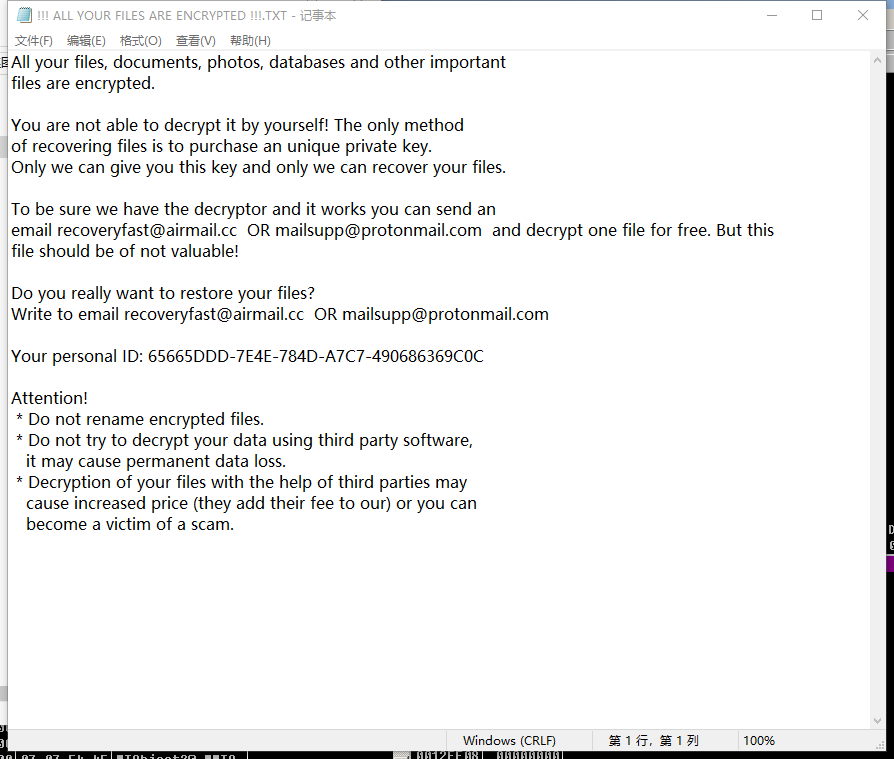 !!! ALL YOUR FILES ARE ENCRYPTED !!!.TXT - 记事本
文件(F) 编辑(E) 格式(O) 查看(V) 帮助(H)
All your files, documents, photos, databases and other important
files are encrypted.
You are not able to decrypt it by yourself! The only method
of recovering files is to purchase an unique private key.
Only we can give you this key and only we can recover your files.
To be sure we have the decryptor and it works you can send an
email recoveryfast@airmail.cc  OR mailsupp@protonmail.com  and decrypt one file for free. But this
file should be of not valuable!
Do you really want to restore your files?
Write to email recoveryfast@airmail.cc  OR mailsupp@protonmail.com
Your personal ID: 65665DDD-7E4E-784D-A7C7-490686369C0C
Attention!
* Do not rename encrypted files.
* Do not try to decrypt your data using third party software,
it may cause permanent data loss.
* Decryption of your files with the help of third parties may
cause increased price (they add their fee to our) or you can
become a victim of a scam.
Windows (CRLF) 第 1 行，第 1 列 100%